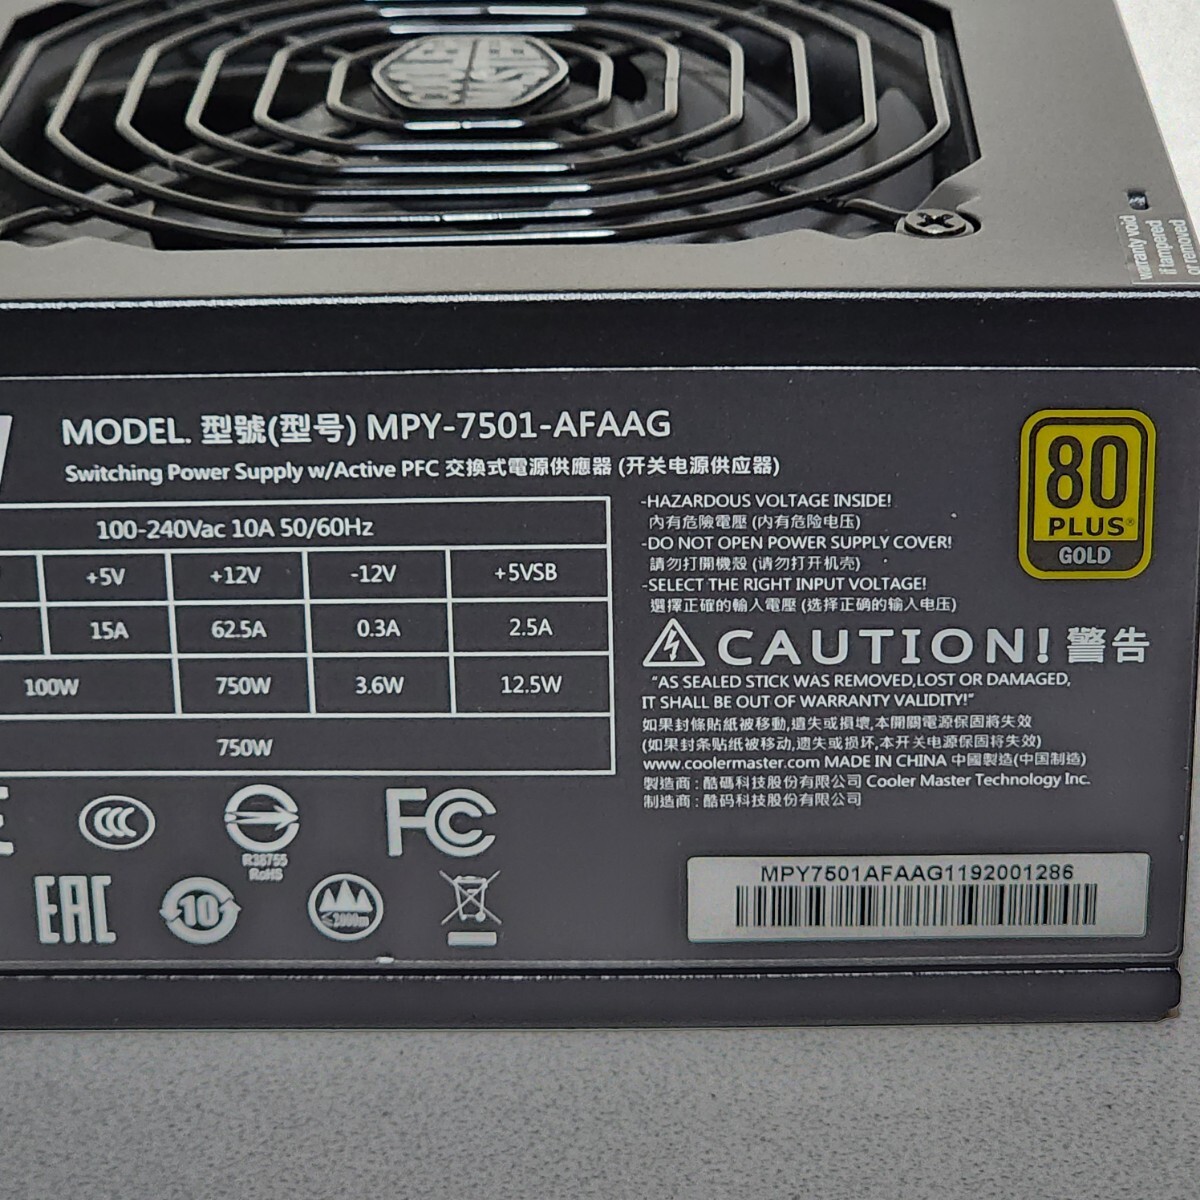 COOLER MASTER
warranty void
if tampered
or removed
MODEL. 型號(型号) MPY-7501-AFAAG
Switching Power Supply w/Active PFC 交換式電源供應器 (开关电源供应器)
100-240Vac 10A 50/60Hz
+5V +12V -12V +5VSB
15A 62.5A 0.3A 2.5A
100W 750W 3.6W 12.5W
750W
-HAZARDOUS VOLTAGE INSIDE!
內有危險電壓 (内有危险电压)
-DO NOT OPEN POWER SUPPLY COVER!
請勿打開機殼 (请勿打开机壳)
-SELECT THE RIGHT INPUT VOLTAGE!
選擇正確的輸入電壓 (选择正确的输入电压)
CAUTION! 警告
“AS SEALED STICK WAS REMOVED,LOST OR DAMAGED,
IT SHALL BE OUT OF WARRANTY VALIDITY!”
如果封條貼紙被移動,遺失或損壞,本開關電源保固將失效
(如果封条贴纸被移动,遗失或损坏,本开关电源保固将失效)
www.coolermaster.com MADE IN CHINA 中國製造(中国制造)
製造商：酷碼科技股份有限公司 Cooler Master Technology Inc.
制造商：酷码科技股份有限公司
80
PLUS®
GOLD
CCC
FC
R38755
RoHS
EAC
10
≤2000m
MPY7501AFAAG1192001286